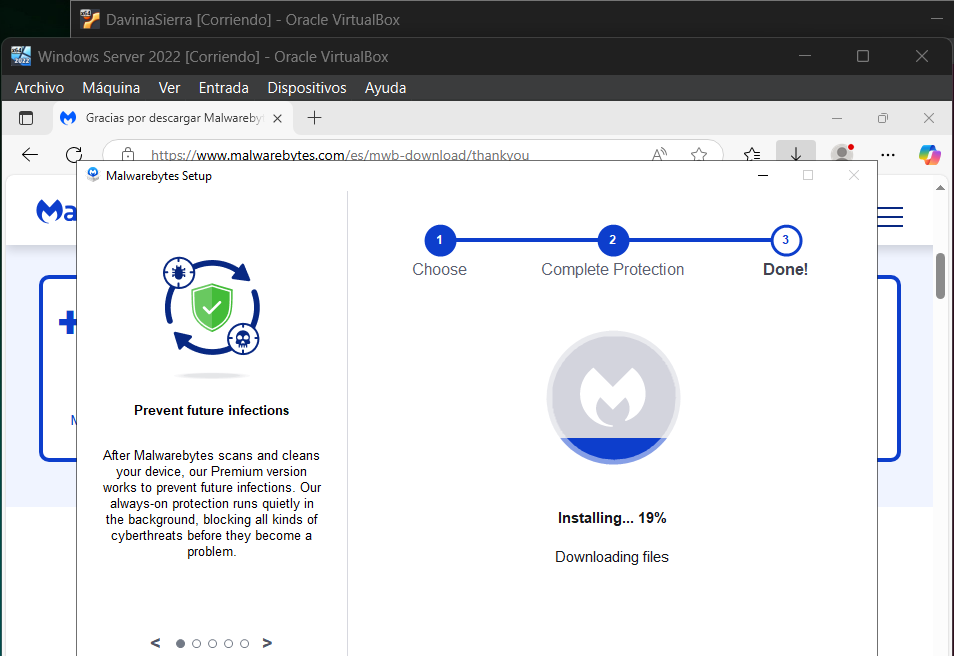 DaviniaSierra [Corriendo] - Oracle VirtualBox
Windows Server 2022 [Corriendo] - Oracle VirtualBox
Archivo Máquina Ver Entrada Dispositivos Ayuda
Gracias por descargar Malwareby
https://www.malwarebytes.com/es/mwb-download/thankyou
Malwarebytes Setup
Ma
1 2 3
Choose Complete Protection Done!
Prevent future infections
After Malwarebytes scans and cleans
your device, our Premium version
works to prevent future infections. Our
always-on protection runs quietly in
the background, blocking all kinds of
cyberthreats before they become a
problem.
Installing... 19%
Downloading files
< >